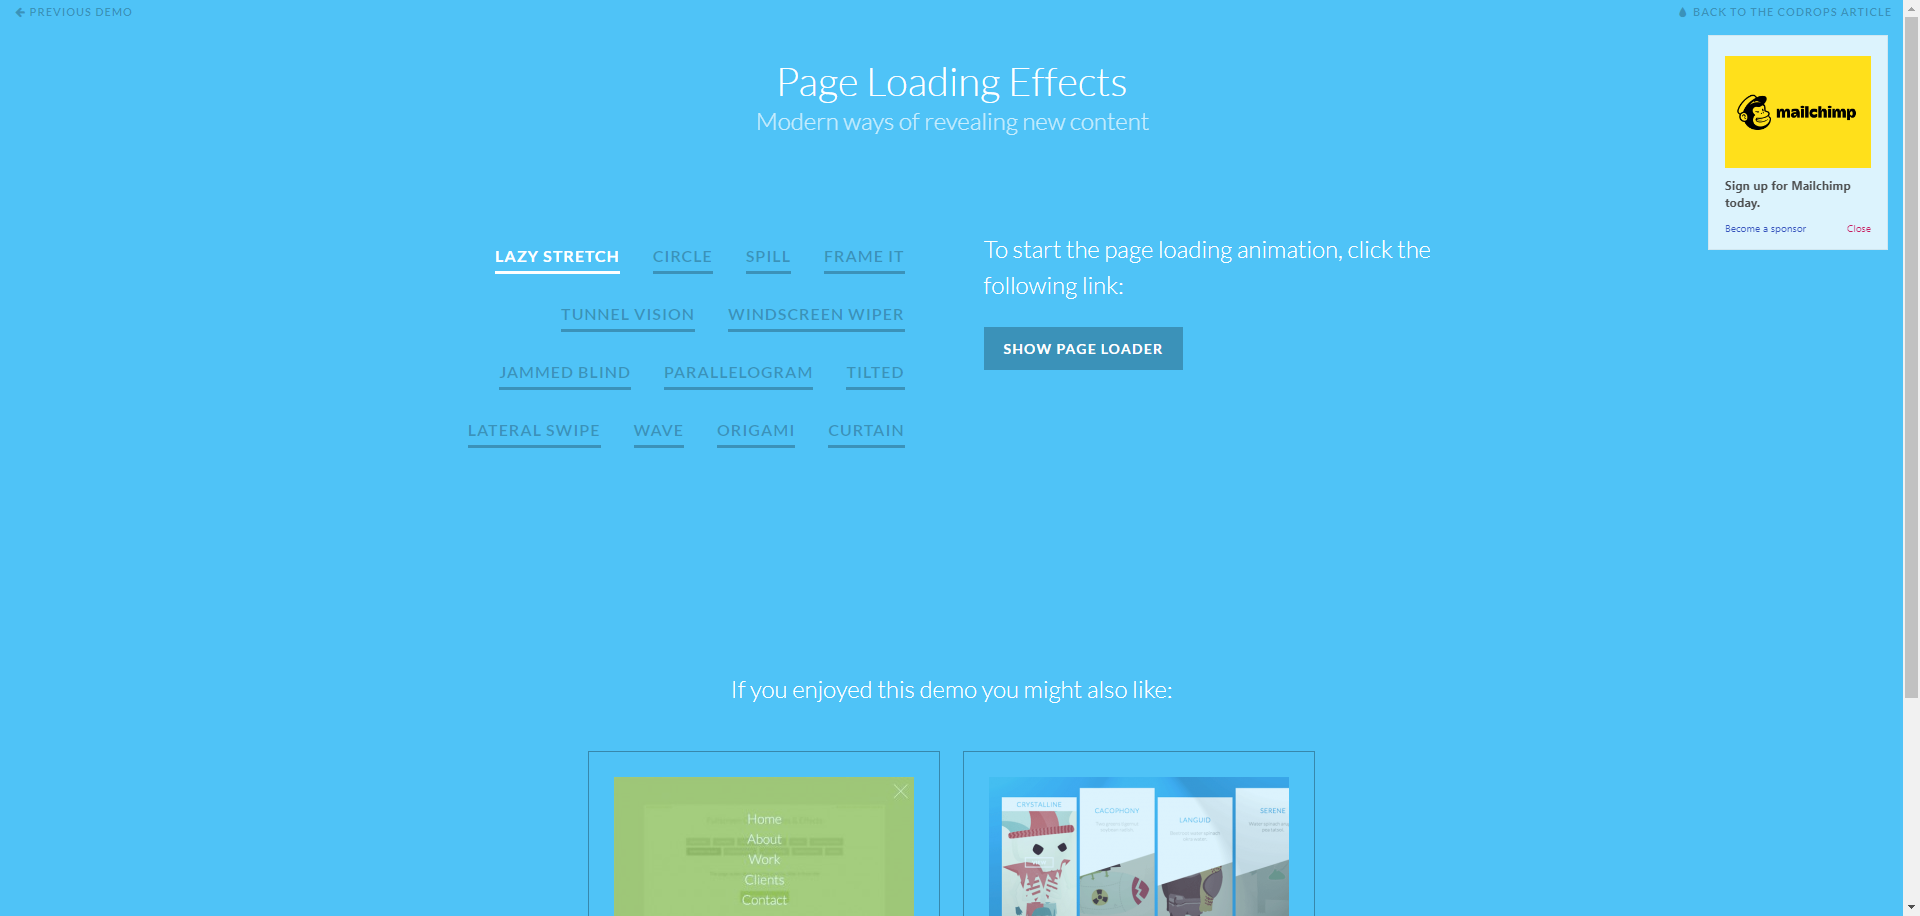 PREVIOUS DEMO
BACK TO THE CODROPS ARTICLE
Page Loading Effects
Modern ways of revealing new content
mailchimp
Sign up for Mailchimp
today.
Become a sponsor Close
LAZY STRETCH CIRCLE SPILL FRAME IT
TUNNEL VISION WINDSCREEN WIPER
JAMMED BLIND PARALLELOGRAM TILTED
LATERAL SWIPE WAVE ORIGAMI CURTAIN
To start the page loading animation, click the
following link:
SHOW PAGE LOADER
If you enjoyed this demo you might also like:
Home
About
Work
Clients
Contact
CRYSTALLINE
CACOPHONY
LANGUID
SERENE